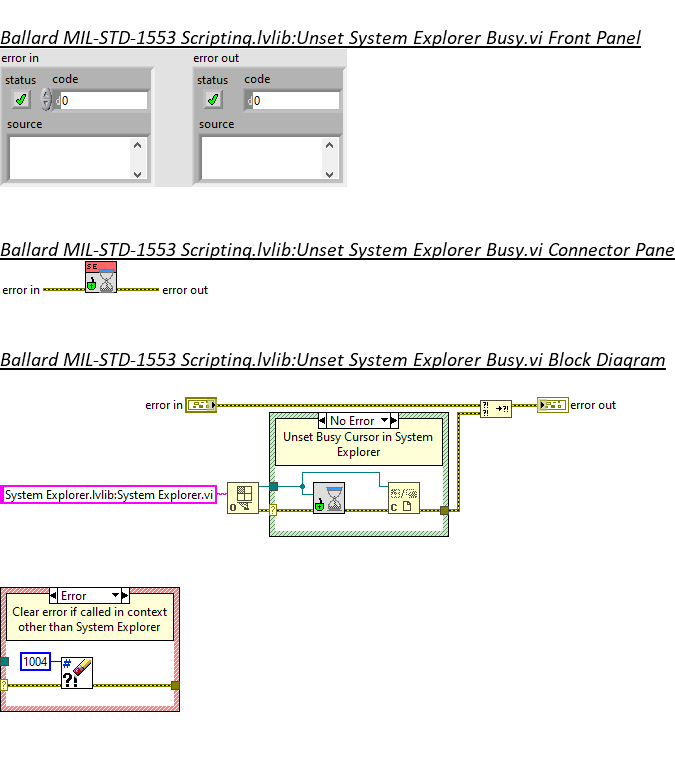 Ballard MIL-STD-1553 Scripting.lvlib:Unset System Explorer Busy.vi Front Panel
error in
error out
status code
status code
d 0
d 0
source
source
Ballard MIL-STD-1553 Scripting.lvlib:Unset System Explorer Busy.vi Connector Pane
SE
error in
error out
Ballard MIL-STD-1553 Scripting.lvlib:Unset System Explorer Busy.vi Block Diagram
error in
?! ?! →?!
error out
No Error
Unset Busy Cursor in System
Explorer
System Explorer.lvlib:System Explorer.vi
O
C
?
Error
Clear error if called in context
other than System Explorer
1004
#
?!
?